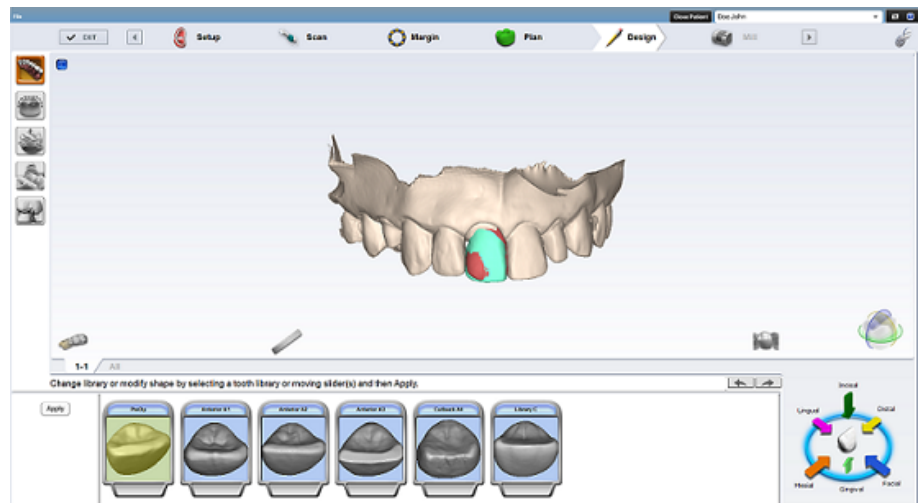 File
Close Patient Doe,John
EXIT Setup Scan Margin Plan Design Mill
1-1 All
Change library or modify shape by selecting a tooth library or moving slider(s) and then Apply.
Apply
PreOp Anterior A1 Anterior A2 Anterior A3 Cutback A4 Library C
Incisal
Lingual Distal
Mesial Facial
Gingival